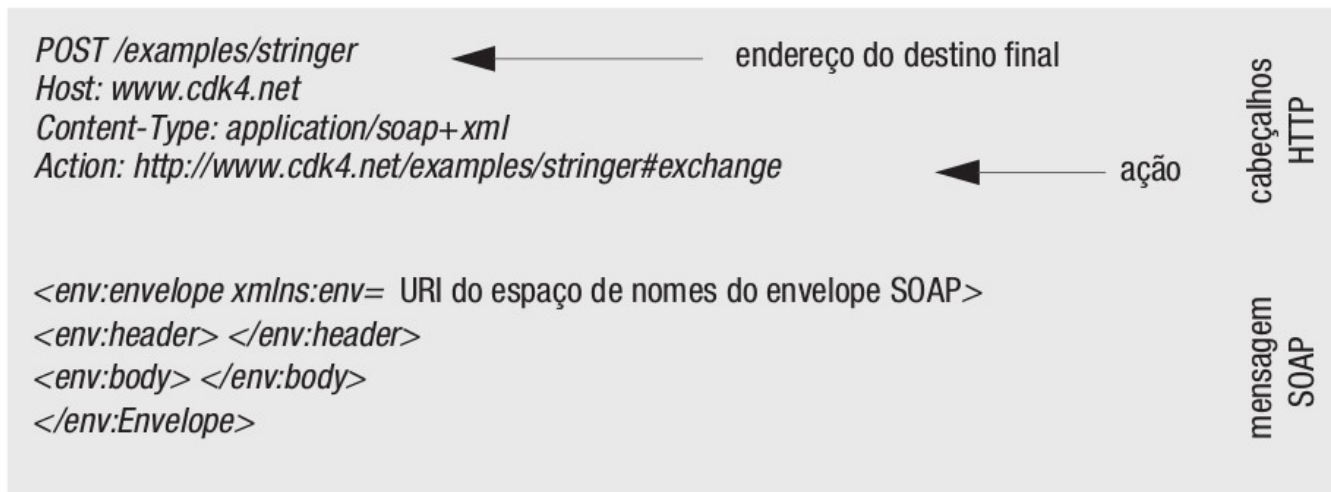 POST /examples/stringer
endereço do destino final
Host: www.cdk4.net
Content-Type: application/soap+xml
Action: http://www.cdk4.net/examples/stringer#exchange
ação
cabeçalhos
HTTP
<env:envelope xmlns:env= URI do espaço de nomes do envelope SOAP>
<env:header> </env:header>
<env:body> </env:body>
</env:Envelope>
mensagem
SOAP